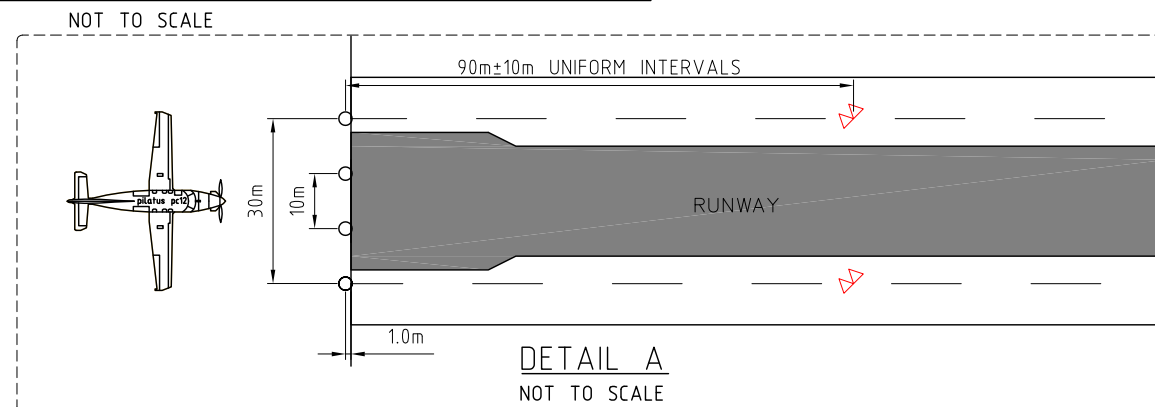 NOT TO SCALE
90m±10m UNIFORM INTERVALS
30m
10m
pilatus pc12
RUNWAY
1.0m
DETAIL A
NOT TO SCALE